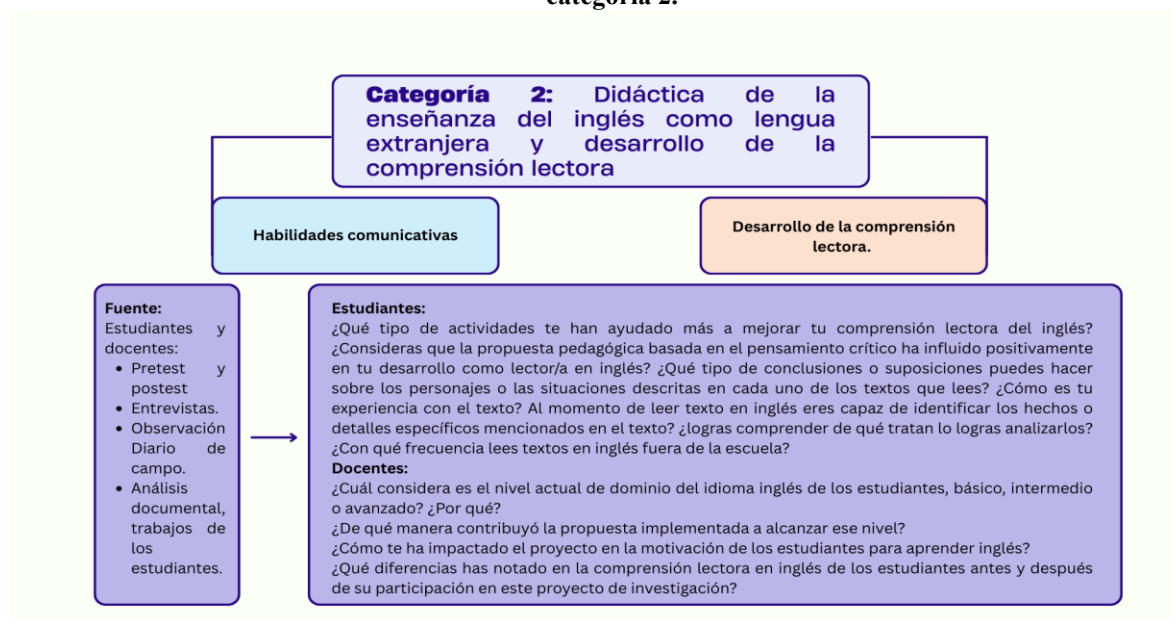 categoría 2.
Categoría 2: Didáctica de la
enseñanza del inglés como lengua
extranjera y desarrollo de la
comprensión lectora
Habilidades comunicativas
Desarrollo de la comprensión
lectora.
Fuente:
Estudiantes y
docentes:
• Pretest y
postest
• Entrevistas.
• Observación
Diario de
campo.
• Análisis
documental,
trabajos de
los
estudiantes.
Estudiantes:
¿Qué tipo de actividades te han ayudado más a mejorar tu comprensión lectora del inglés?
¿Consideras que la propuesta pedagógica basada en el pensamiento crítico ha influido positivamente
en tu desarrollo como lector/a en inglés? ¿Qué tipo de conclusiones o suposiciones puedes hacer
sobre los personajes o las situaciones descritas en cada uno de los textos que lees? ¿Cómo es tu
experiencia con el texto? Al momento de leer texto en inglés eres capaz de identificar los hechos o
detalles específicos mencionados en el texto? ¿logras comprender de qué tratan lo logras analizarlos?
¿Con qué frecuencia lees textos en inglés fuera de la escuela?
Docentes:
¿Cuál considera es el nivel actual de dominio del idioma inglés de los estudiantes, básico, intermedio
o avanzado? ¿Por qué?
¿De qué manera contribuyó la propuesta implementada a alcanzar ese nivel?
¿Cómo te ha impactado el proyecto en la motivación de los estudiantes para aprender inglés?
¿Qué diferencias has notado en la comprensión lectora en inglés de los estudiantes antes y después
de su participación en este proyecto de investigación?